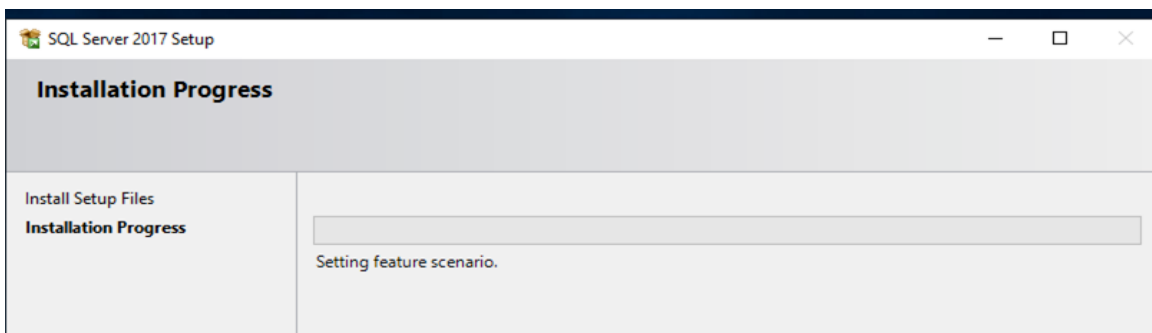 SQL Server 2017 Setup
Installation Progress
Install Setup Files
Installation Progress
Setting feature scenario.